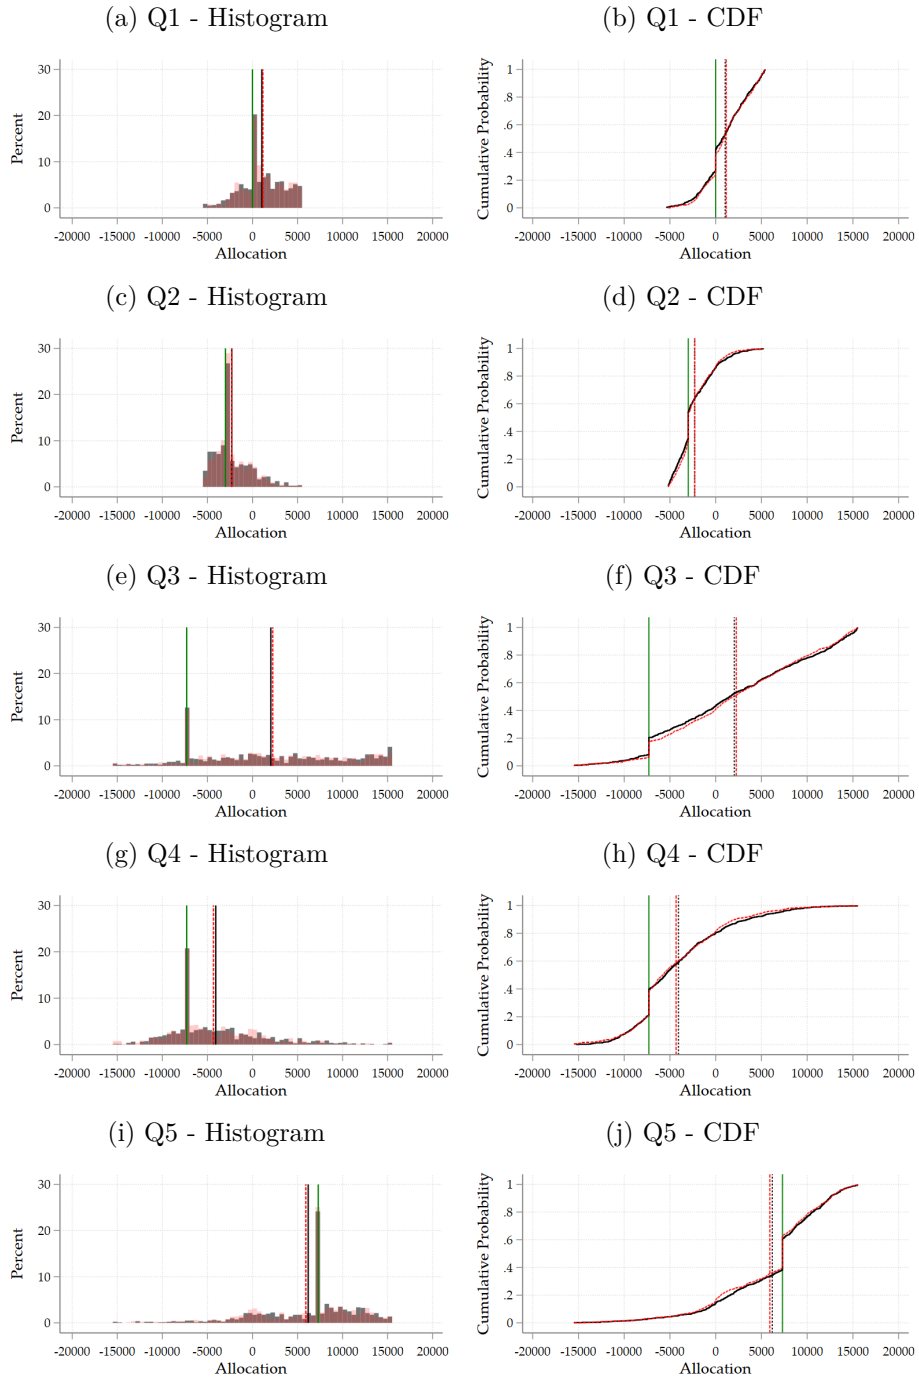 (a) Q1 - Histogram
(b) Q1 - CDF
Percent
30
20
10
0
-20000 -15000 -10000 -5000 0 5000 10000 15000 20000
Allocation
Cumulative Probability
1
.8
.6
.4
.2
0
-20000 -15000 -10000 -5000 0 5000 10000 15000 20000
Allocation
(c) Q2 - Histogram
(d) Q2 - CDF
Percent
30
20
10
0
-20000 -15000 -10000 -5000 0 5000 10000 15000 20000
Allocation
Cumulative Probability
1
.8
.6
.4
.2
0
-20000 -15000 -10000 -5000 0 5000 10000 15000 20000
Allocation
(e) Q3 - Histogram
(f) Q3 - CDF
Percent
30
20
10
0
-20000 -15000 -10000 -5000 0 5000 10000 15000 20000
Allocation
Cumulative Probability
1
.8
.6
.4
.2
0
-20000 -15000 -10000 -5000 0 5000 10000 15000 20000
Allocation
(g) Q4 - Histogram
(h) Q4 - CDF
Percent
30
20
10
0
-20000 -15000 -10000 -5000 0 5000 10000 15000 20000
Allocation
Cumulative Probability
1
.8
.6
.4
.2
0
-20000 -15000 -10000 -5000 0 5000 10000 15000 20000
Allocation
(i) Q5 - Histogram
(j) Q5 - CDF
Percent
30
20
10
0
-20000 -15000 -10000 -5000 0 5000 10000 15000 20000
Allocation
Cumulative Probability
1
.8
.6
.4
.2
0
-20000 -15000 -10000 -5000 0 5000 10000 15000 20000
Allocation